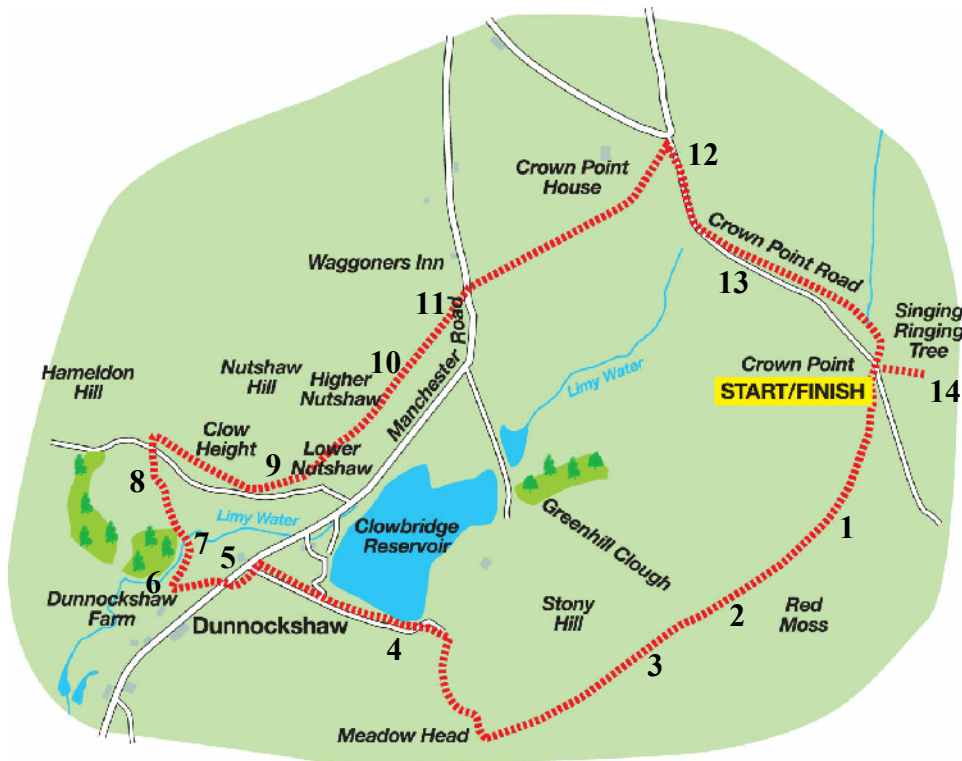 12
Crown Point
House
Crown Point Road
13
Waggoners Inn
11
Manchester Road
Singing
Ringing
Tree
14
Crown Point
START/FINISH
10
Nutshaw
Hill
Higher
Nutshaw
Hameldon
Hill
Limy Water
Clow
Height
9
Lower
Nutshaw
8
Limy Water
7
Clowbridge
Reservoir
Greenhill Clough
1
5
6
Dunnockshaw
Farm
Dunnockshaw
4
Stony
Hill
2
Red
Moss
3
Meadow Head